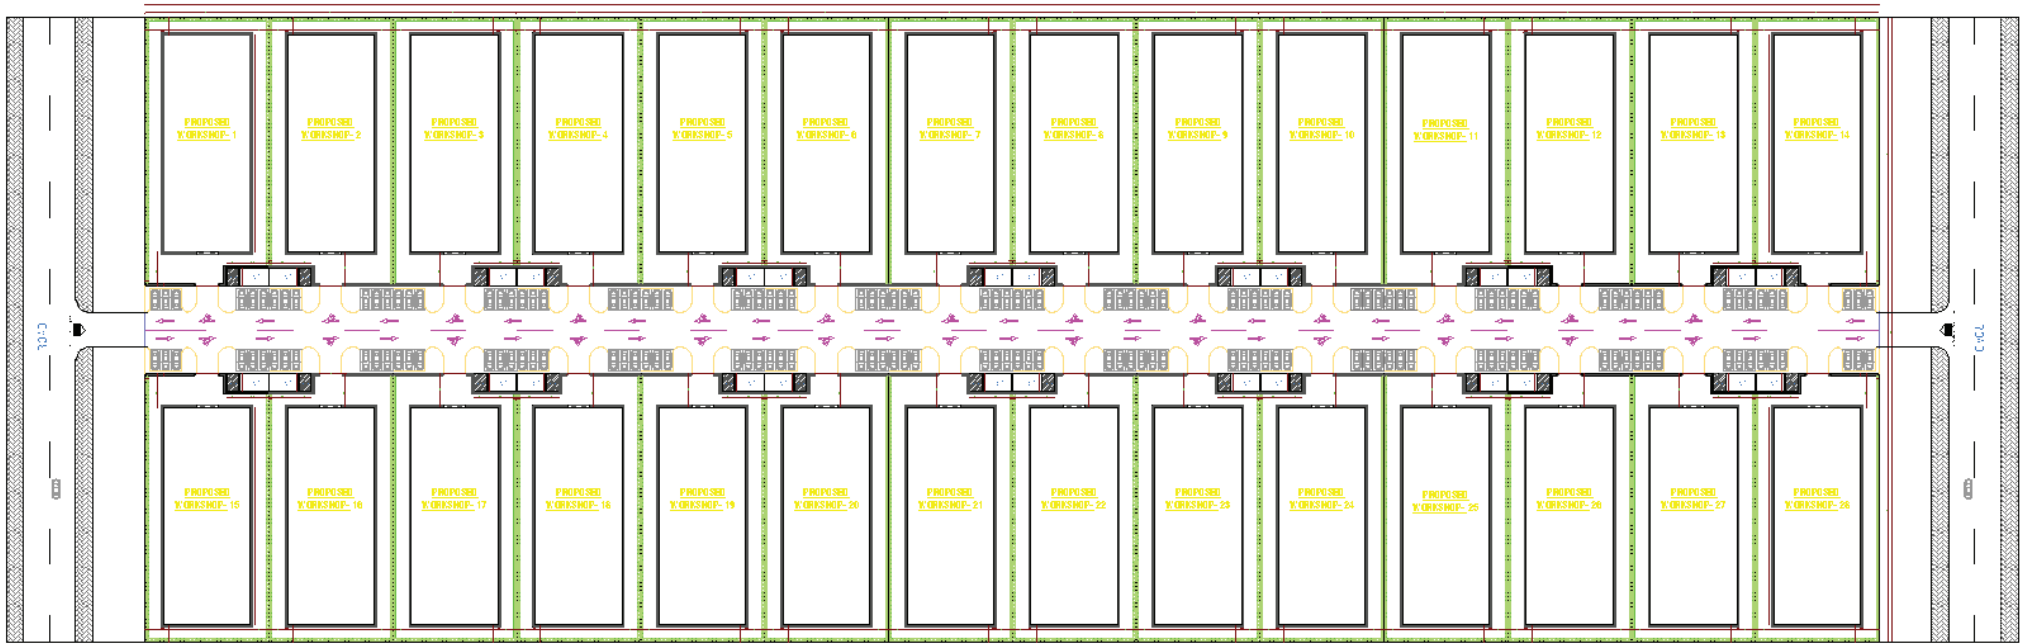 PROPOSED
WORKSHOP- 1
PROPOSED
WORKSHOP- 2
PROPOSED
WORKSHOP- 3
PROPOSED
WORKSHOP- 4
PROPOSED
WORKSHOP- 5
PROPOSED
WORKSHOP- 6
PROPOSED
WORKSHOP- 7
PROPOSED
WORKSHOP- 8
PROPOSED
WORKSHOP- 9
PROPOSED
WORKSHOP- 10
PROPOSED
WORKSHOP- 11
PROPOSED
WORKSHOP- 12
PROPOSED
WORKSHOP- 13
PROPOSED
WORKSHOP- 14
ROAD
ROAD
PROPOSED
WORKSHOP- 15
PROPOSED
WORKSHOP- 16
PROPOSED
WORKSHOP- 17
PROPOSED
WORKSHOP- 18
PROPOSED
WORKSHOP- 19
PROPOSED
WORKSHOP- 20
PROPOSED
WORKSHOP- 21
PROPOSED
WORKSHOP- 22
PROPOSED
WORKSHOP- 23
PROPOSED
WORKSHOP- 24
PROPOSED
WORKSHOP- 25
PROPOSED
WORKSHOP- 26
PROPOSED
WORKSHOP- 27
PROPOSED
WORKSHOP- 28